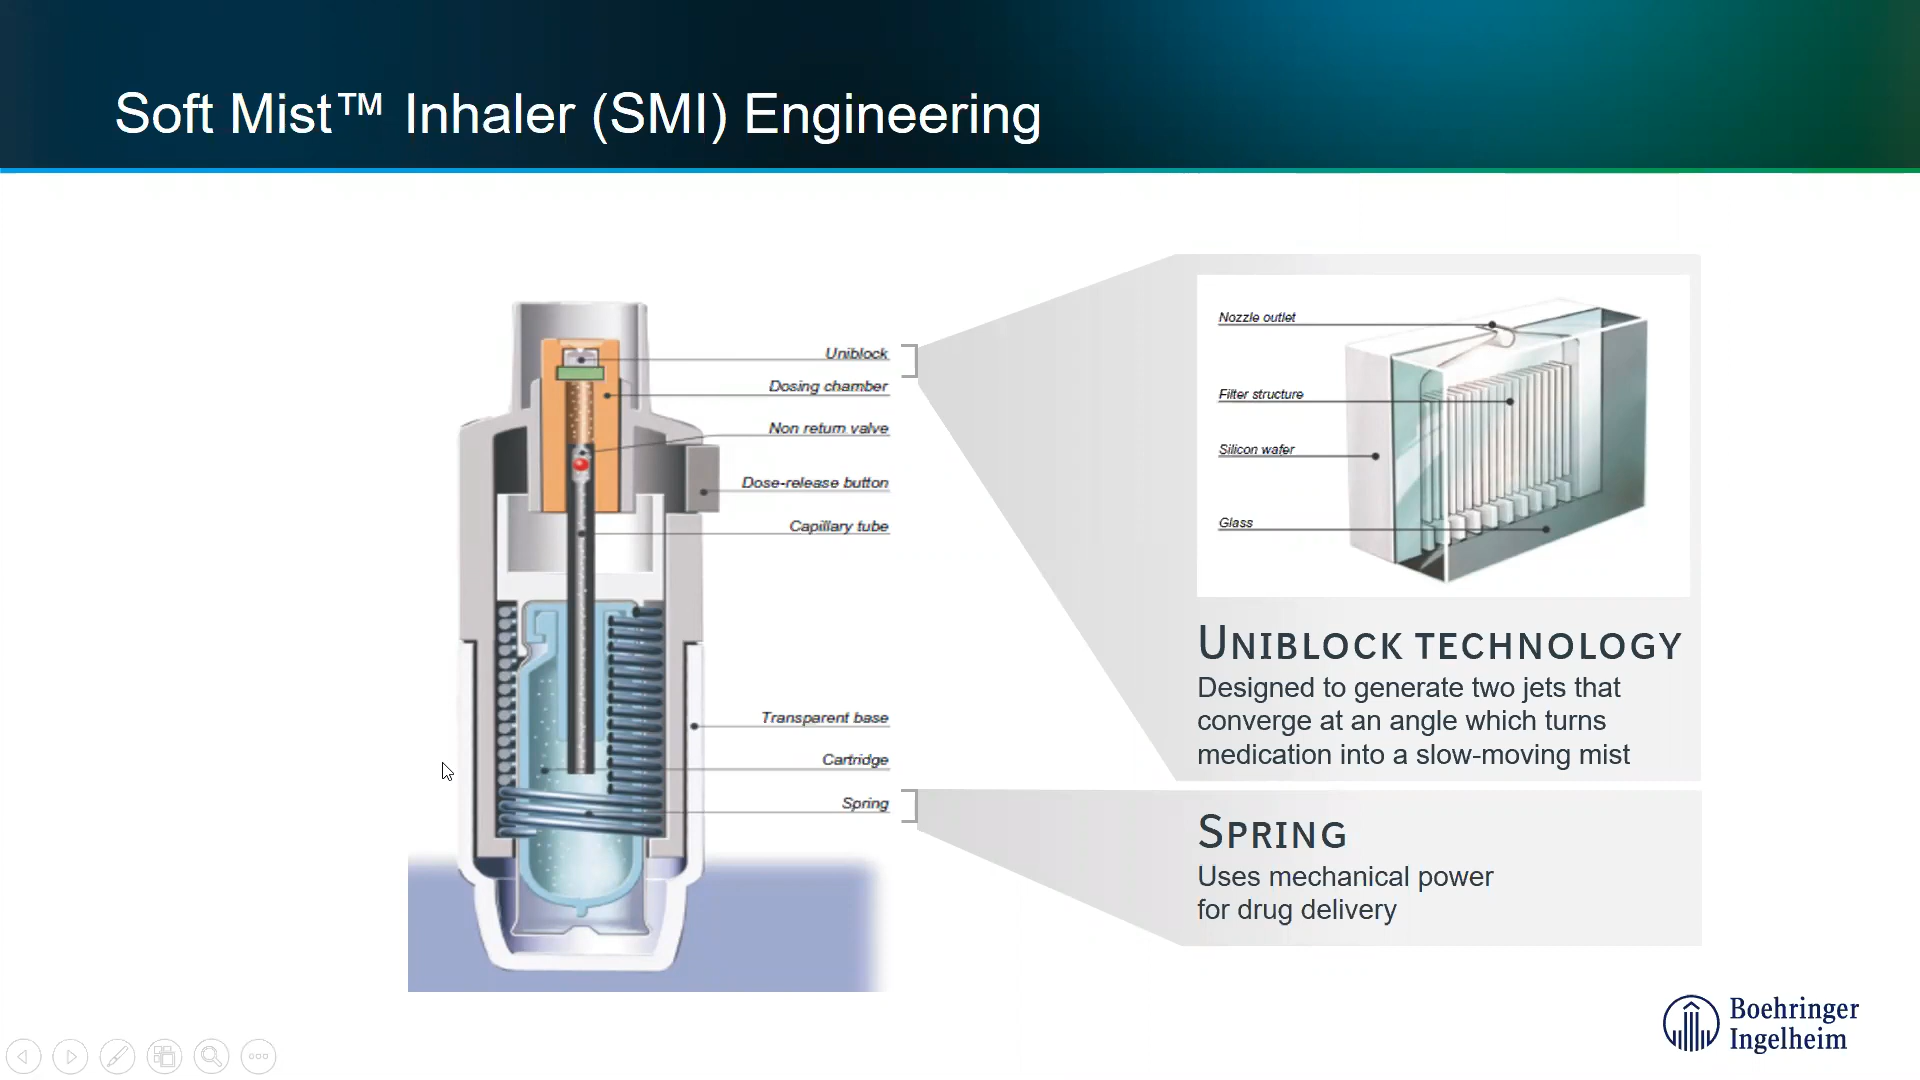 Soft Mist™ Inhaler (SMI) Engineering
Uniblock
Dosing chamber
Non return valve
Dose-release button
Capillary tube
Transparent base
Cartridge
Spring
Nozzle outlet
Filter structure
Silicon wafer
Glass
UNIBLOCK TECHNOLOGY
Designed to generate two jets that
converge at an angle which turns
medication into a slow-moving mist
SPRING
Uses mechanical power
for drug delivery
Boehringer
Ingelheim